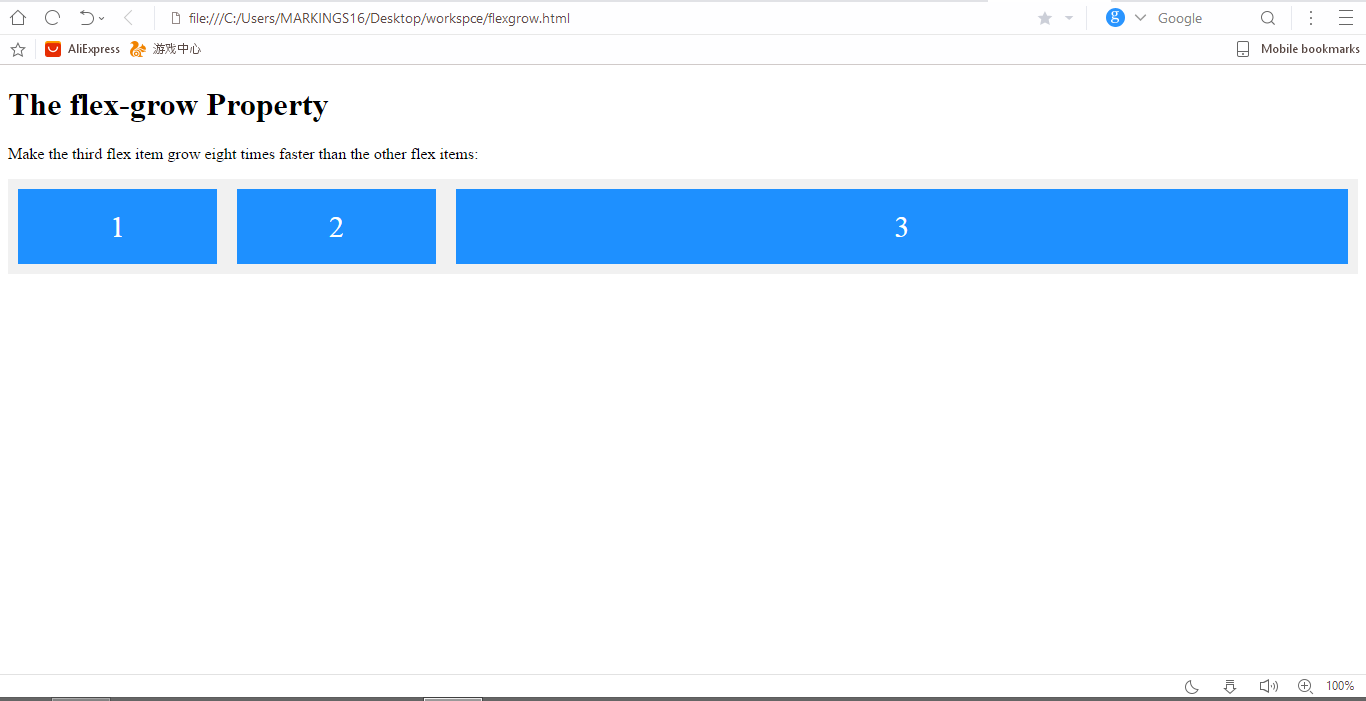 file:///C:/Users/MARKINGS16/Desktop/workspce/flexgrow.html
g Google
AliExpress 游戏中心 Mobile bookmarks
The flex-grow Property
Make the third flex item grow eight times faster than the other flex items:
1 2 3
100%